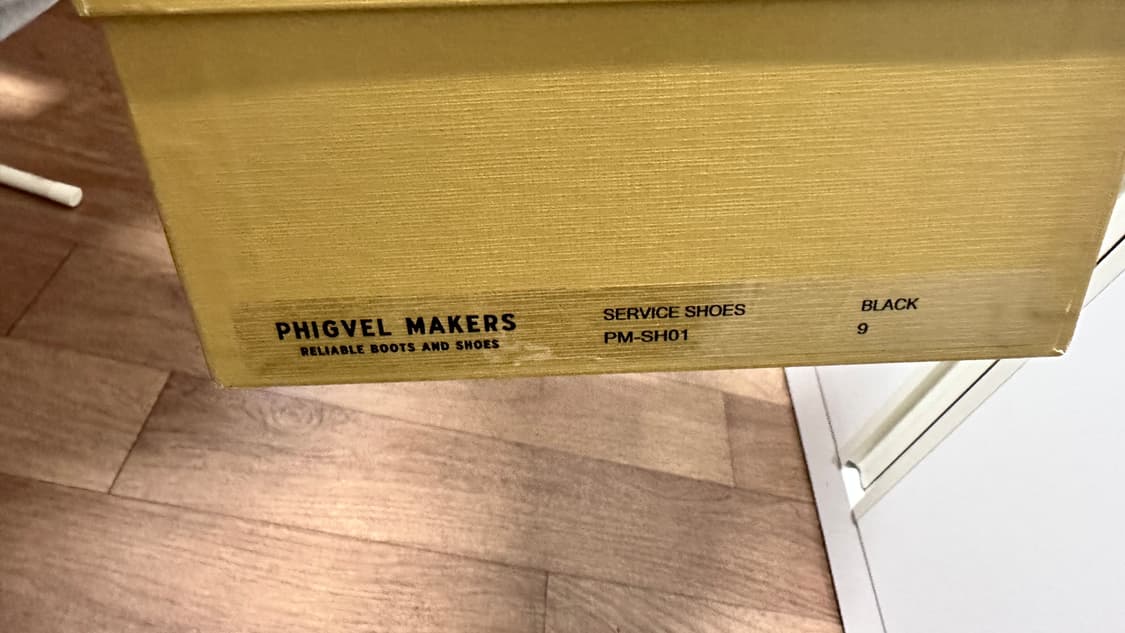 PHIGVEL MAKERS
RELIABLE BOOTS AND SHOES
SERVICE SHOES
PM-SH01
BLACK
9